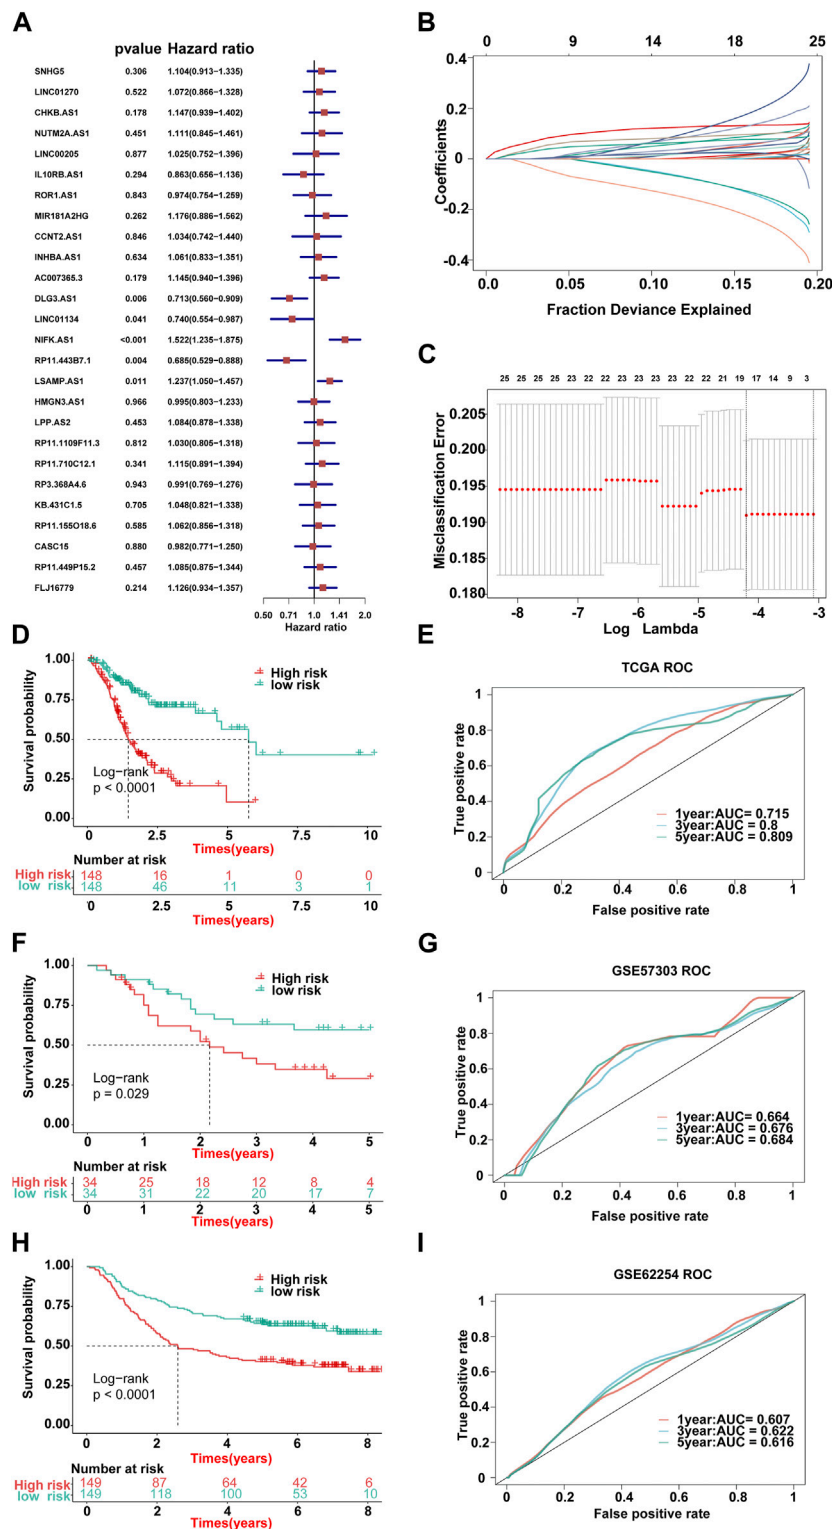 A
pvalue Hazard ratio
SNHG5 0.306 1.104(0.913−1.335)
LINC01270 0.522 1.072(0.866−1.328)
CHKB.AS1 0.178 1.147(0.939−1.402)
NUTM2A.AS1 0.451 1.111(0.845−1.461)
LINC00205 0.877 1.025(0.752−1.396)
IL10RB.AS1 0.294 0.863(0.656−1.136)
ROR1.AS1 0.843 0.974(0.754−1.259)
MIR181A2HG 0.262 1.176(0.886−1.562)
CCNT2.AS1 0.846 1.034(0.742−1.440)
INHBA.AS1 0.634 1.061(0.833−1.351)
AC007365.3 0.179 1.145(0.940−1.396)
DLG3.AS1 0.006 0.713(0.560−0.909)
LINC01134 0.041 0.740(0.554−0.987)
NIFK.AS1 <0.001 1.522(1.235−1.875)
RP11.443B7.1 0.004 0.685(0.529−0.888)
LSAMP.AS1 0.011 1.237(1.050−1.457)
HMGN3.AS1 0.966 0.995(0.803−1.233)
LPP.AS2 0.453 1.084(0.878−1.338)
RP11.1109F11.3 0.812 1.030(0.805−1.318)
RP11.710C12.1 0.341 1.115(0.891−1.394)
RP3.368A4.6 0.943 0.991(0.769−1.276)
KB.431C1.5 0.705 1.048(0.821−1.338)
RP11.155O18.6 0.585 1.062(0.856−1.318)
CASC15 0.880 0.982(0.771−1.250)
RP11.449P15.2 0.457 1.085(0.875−1.344)
FLJ16779 0.214 1.126(0.934−1.357)
0.50 0.71 1.0 1.41 2.0
Hazard ratio
B
0 9 14 18 25
0.4
0.2
0
-0.2
-0.4
Coefficients
0.0 0.05 0.10 0.15 0.20
Fraction Deviance Explained
C
25 25 25 25 23 22 22 23 23 23 22 22 21 19 17 14 9 3
0.205
0.200
0.195
0.190
0.185
0.180
Misclassification Error
-8 -7 -6 -5 -4 -3
Log Lambda
D
Survival probability
1.00
0.75
0.50
0.25
0.00
High risk
low risk
Log−rank
p < 0.0001
0 2.5 5 7.5 10
Number at risk
Times(years)
High risk 148 16 1 0 0
low risk 148 46 11 3 1
0 2.5 5 7.5 10
Times(years)
E
TCGA ROC
True positive rate
1
0.8
0.6
0.4
0.2
0
1year:AUC= 0.715
3year:AUC = 0.8
5year:AUC = 0.809
0 0.2 0.4 0.6 0.8 1
False positive rate
F
Survival probability
1.00
0.75
0.50
0.25
0.00
High risk
low risk
Log−rank
p = 0.029
0 1 2 3 4 5
Number at risk
Times(years)
High risk 34 25 18 12 8 4
low risk 34 31 22 20 17 7
0 1 2 3 4 5
Times(years)
G
GSE57303 ROC
True positive rate
1
0.8
0.6
0.4
0.2
0
1year:AUC= 0.664
3year:AUC = 0.676
5year:AUC = 0.684
0 0.2 0.4 0.6 0.8 1
False positive rate
H
Survival probability
1.00
0.75
0.50
0.25
0.00
High risk
low risk
Log−rank
p < 0.0001
0 2 4 6 8
Times(years)
Number at risk
High risk 149 87 64 42 6
low risk 149 118 100 53 10
0 2 4 6 8
Times(years)
I
GSE62254 ROC
True positive rate
1
0.8
0.6
0.4
0.2
0
1year:AUC= 0.607
3year:AUC = 0.622
5year:AUC = 0.616
0 0.2 0.4 0.6 0.8 1
False positive rate